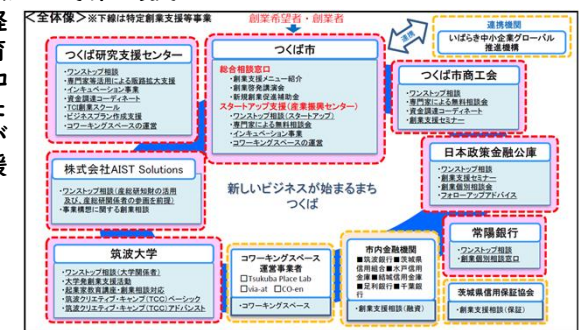 <全体像>※下線は特定創業支援等事業
創業希望者・創業者
連携機関
いばらき中小企業グローバル
推進機構
連携
つくば研究支援センター
・ワンストップ相談
・専門家等活用による販路拡大支援
・インキュベーション事業
・資金調達コーディネート
・TCI創業スクール
・ビジネスプラン作成支援
・コワーキングスペースの運営
つくば市
総合相談窓口
・創業支援メニュー紹介
・創業啓発講演会
・新規創業促進補助金
スタートアップ支援(産業振興センター)
・ワンストップ相談(スタートアップ)
・専門家による無料相談会
・インキュベーション事業
・コワーキングスペースの運営
つくば市商工会
・ワンストップ相談
・専門家による無料相談会
・資金調達コーディネート
・創業支援セミナー
株式会社AIST Solutions
・ワンストップ相談(産総研知財の活用
及び、産総研関係者の参画を前提)
・事業構想に関する創業相談
新しいビジネスが始まるまち
つくば
日本政策金融公庫
・ワンストップ相談
・創業支援セミナー
・創業個別相談会
・フォローアップアドバイス
筑波大学
・ワンストップ相談(大学関係者)
・大学発創業支援活動
・起業家教育講座・創業相談対応
・筑波クリエイティブ・キャンプ(TCC)ベーシック
・筑波クリエイティブ・キャンプ(TCC)アドバンスト
コワーキングスペース
運営事業者
□Tsukuba Place Lab
□via-at □CO-en
・コワーキングスペース
市内金融機関
■筑波銀行■茨城県
信用組合■水戸信用
金庫■結城信用金庫
■足利銀行■千葉銀
行
・創業支援相談(融資)
常陽銀行
・ワンストップ相談
・創業個別相談窓口
茨城県信用保証協会
・創業支援相談(保証)
育
が
援